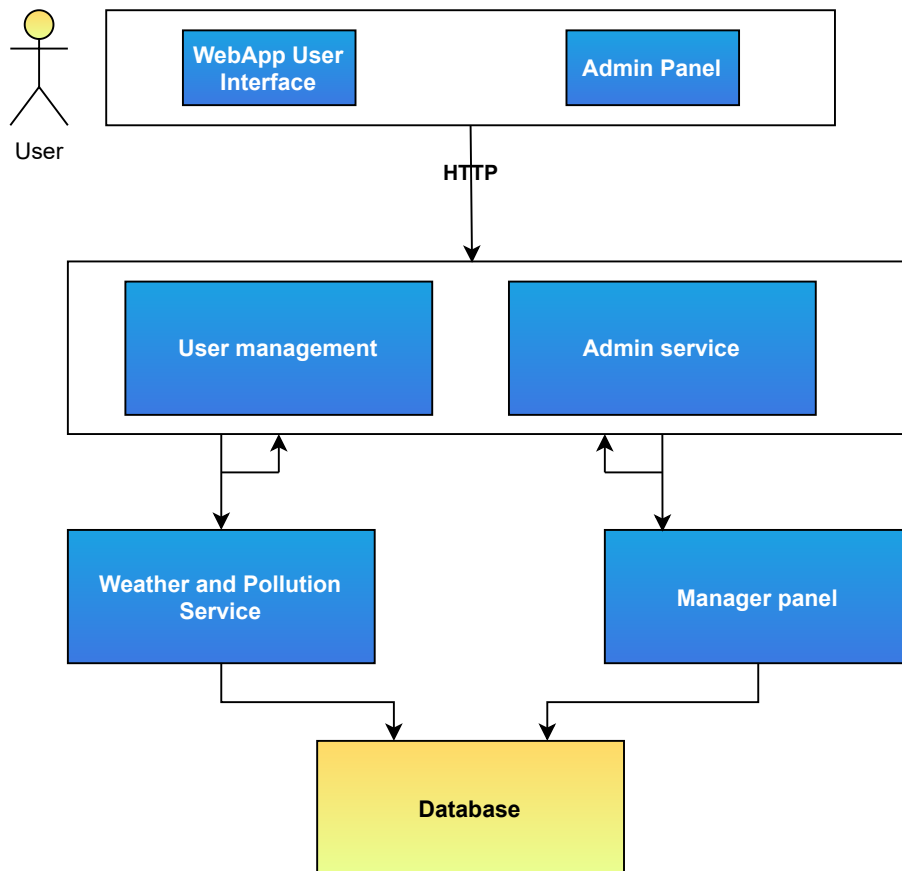 WebApp User
Interface
Admin Panel
User
HTTP
User management
Admin service
Weather and Pollution
Service
Manager panel
Database